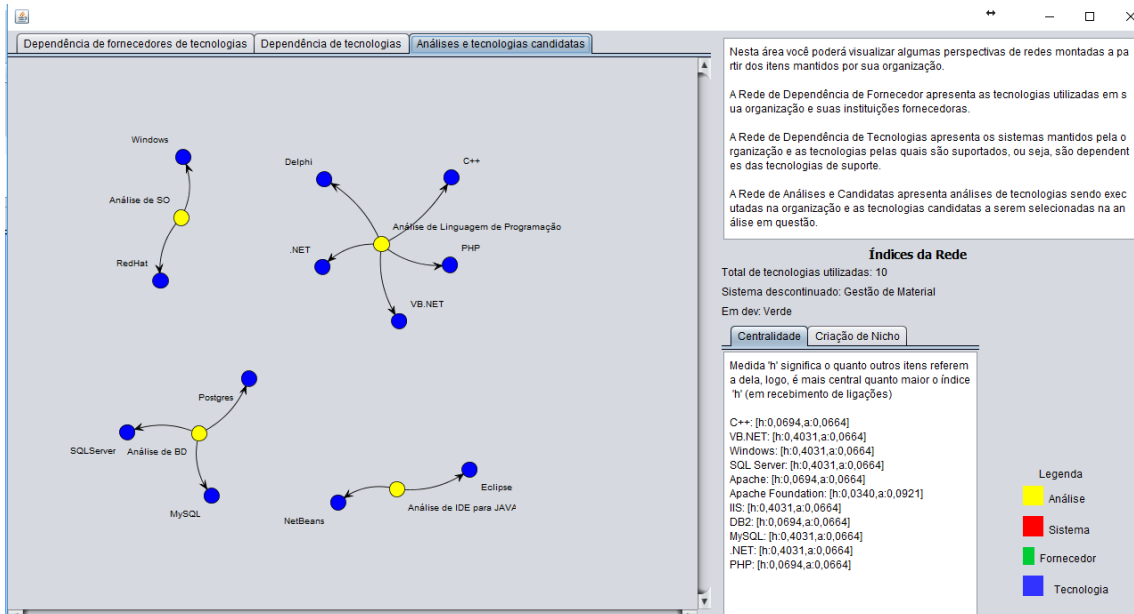 Dependência de fornecedores de tecnologias
Dependência de tecnologias
Análises e tecnologias candidatas
Windows
Análise de SO
RedHat
Delphi
C++
Análise de Linguagem de Programação
.NET
PHP
VB.NET
Postgres
SQLServer
Análise de BD
MySQL
Eclipse
Análise de IDE para JAVA
NetBeans
Nesta área você poderá visualizar algumas perspectivas de redes montadas a pa
rtir dos itens mantidos por sua organização.
A Rede de Dependência de Fornecedor apresenta as tecnologias utilizadas em s
ua organização e suas instituições fornecedoras.
A Rede de Dependência de Tecnologias apresenta os sistemas mantidos pela o
rganização e as tecnologias pelas quais são suportados, ou seja, são dependent
es das tecnologias de suporte.
A Rede de Análises e Candidatas apresenta análises de tecnologias sendo exec
utadas na organização e as tecnologias candidatas a serem selecionadas na an
álise em questão.
Índices da Rede
Total de tecnologias utilizadas: 10
Sistema descontinuado: Gestão de Material
Em dev: Verde
Centralidade
Criação de Nicho
Medida 'h' significa o quanto outros itens referem
a dela, logo, é mais central quanto maior o índice
'h' (em recebimento de ligações)
C++: [h:0,0694,a:0,0664]
VB.NET: [h:0,4031,a:0,0664]
Windows: [h:0,4031,a:0,0664]
SQL Server: [h:0,4031,a:0,0664]
Apache: [h:0,0694,a:0,0664]
Apache Foundation: [h:0,0340,a:0,0921]
IIS: [h:0,4031,a:0,0664]
DB2: [h:0,0694,a:0,0664]
MySQL: [h:0,4031,a:0,0664]
.NET: [h:0,4031,a:0,0664]
PHP: [h:0,0694,a:0,0664]
Legenda
Análise
Sistema
Fornecedor
Tecnologia